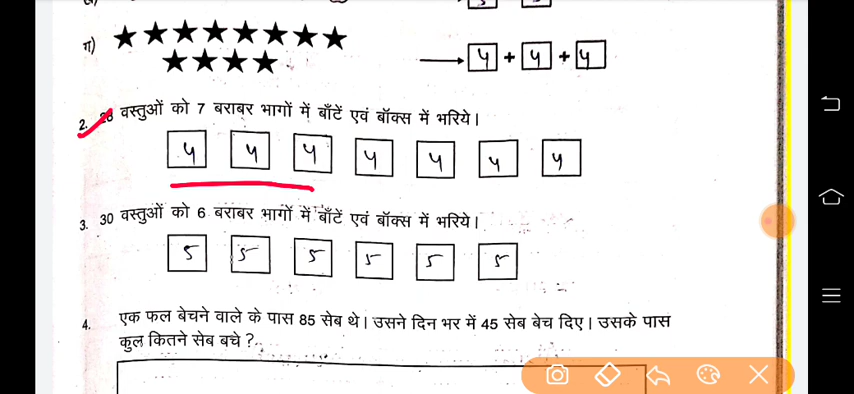 ग) → 4 + 4 + 4
2. 28 वस्तुओं को 7 बराबर भागों में बाँटें एवं बॉक्स में भरिये।
4 4 4 4 4 4 4
3. 30 वस्तुओं को 6 बराबर भागों में बाँटें एवं बॉक्स में भरिये।
5 5 5 5 5 5
4. एक फल बेचने वाले के पास 85 सेब थे। उसने दिन भर में 45 सेब बेच दिए। उसके पास
कुल कितने सेब बचे ?